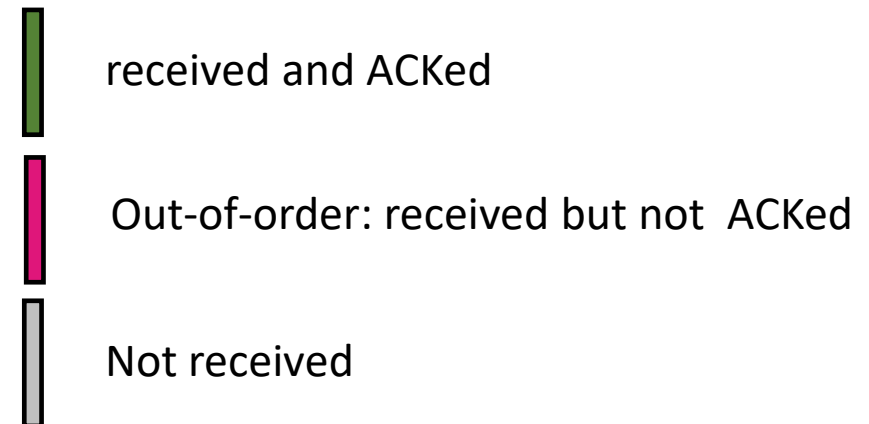 received and ACKed
Out-of-order: received but not ACKed
Not received